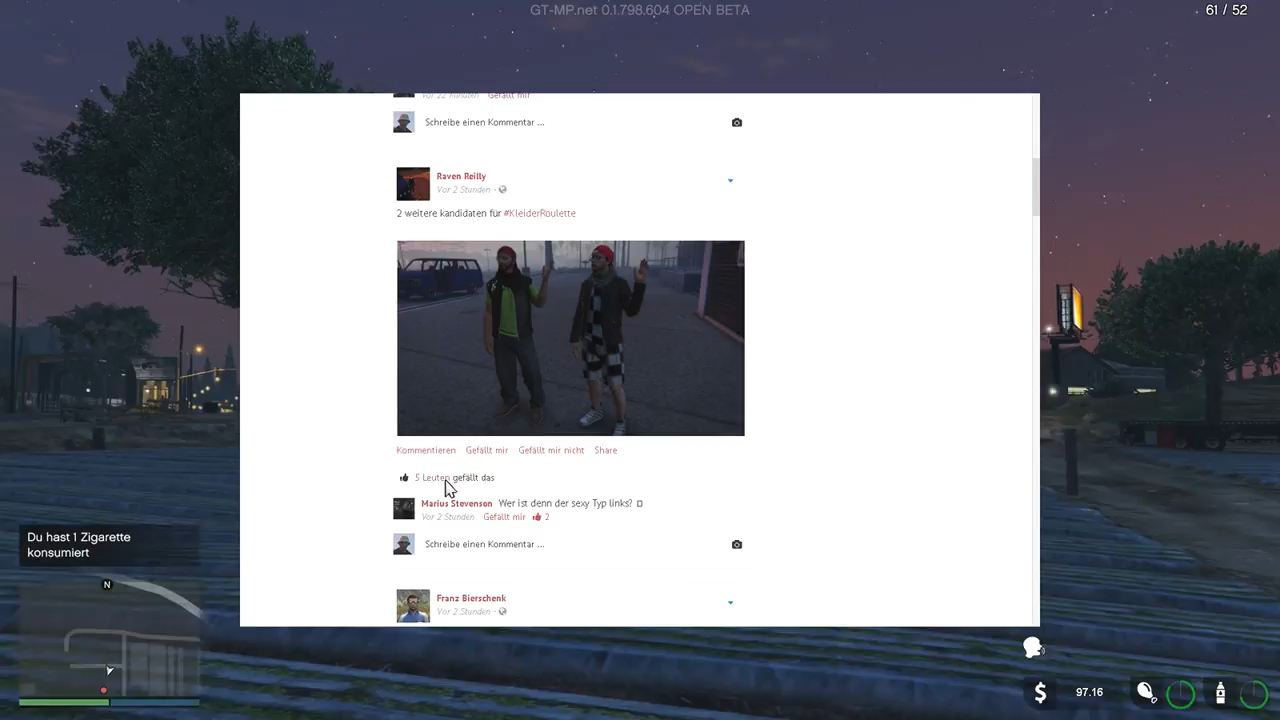 GT-MP.net 0.1.798.604 OPEN BETA
61 / 52
Vor 22 Minuten Gefällt mir
Schreibe einen Kommentar ...
Raven Reilly
Vor 2 Stunden ·
2 weitere kandidaten für #KleiderRoulette
Kommentieren Gefällt mir Gefällt mir nicht Share
5 Leuten gefällt das
Marius Stevenson Wer ist denn der sexy Typ links?
Vor 2 Stunden Gefällt mir 2
Schreibe einen Kommentar ...
Franz Bierschenk
Vor 2 Stunden ·
Du hast 1 Zigarette
konsumiert
N
$ 97.16